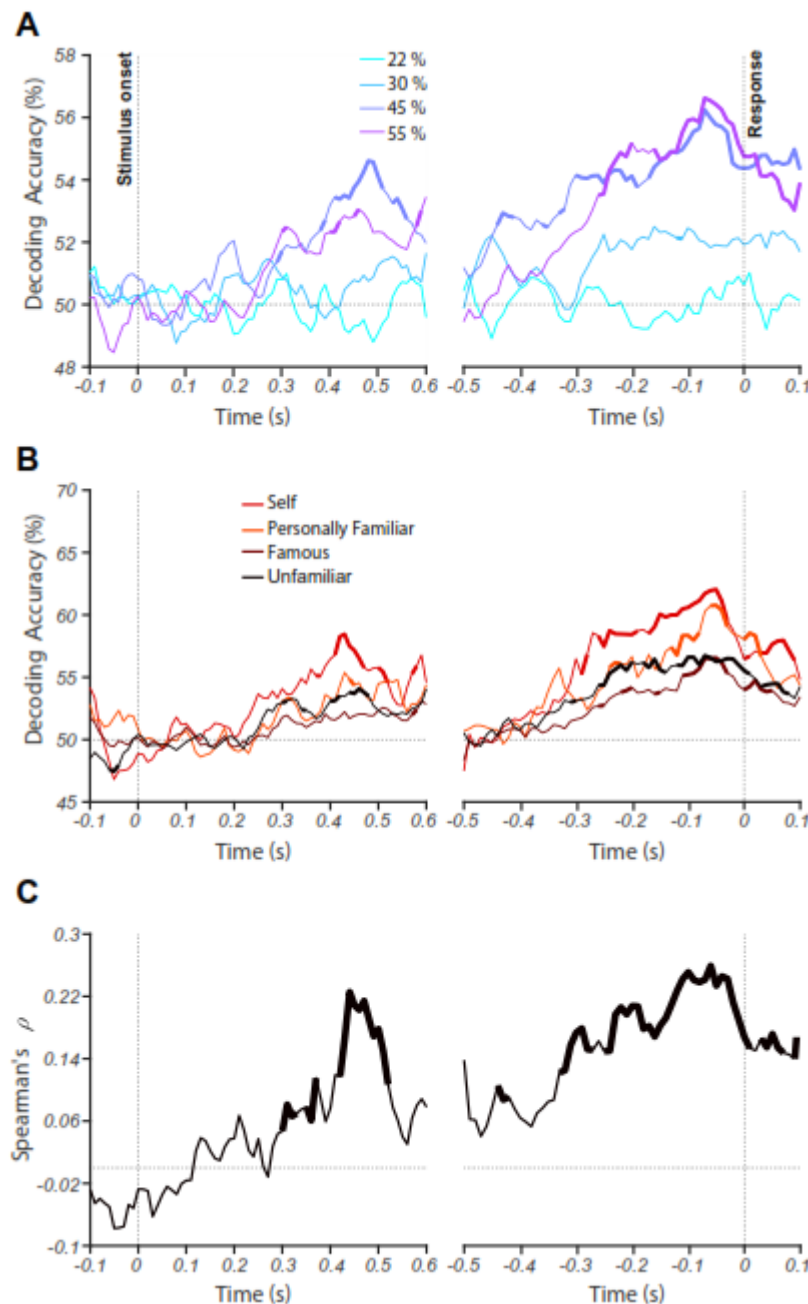 A
58
56
54
52
50
48
Decoding Accuracy (%)
Stimulus onset
22 %
30 %
45 %
55 %
Response
-0.1 0 0.1 0.2 0.3 0.4 0.5 0.6
-0.5 -0.4 -0.3 -0.2 -0.1 0 0.1
Time (s)
Time (s)
B
70
65
60
55
50
45
Decoding Accuracy (%)
Self
Personally Familiar
Famous
Unfamiliar
-0.1 0 0.1 0.2 0.3 0.4 0.5 0.6
-0.5 -0.4 -0.3 -0.2 -0.1 0 0.1
Time (s)
Time (s)
C
0.3
0.22
0.14
0.06
-0.02
-0.1
Spearman's ρ
-0.1 0 0.1 0.2 0.3 0.4 0.5 0.6
-0.5 -0.4 -0.3 -0.2 -0.1 0 0.1
Time (s)
Time (s)